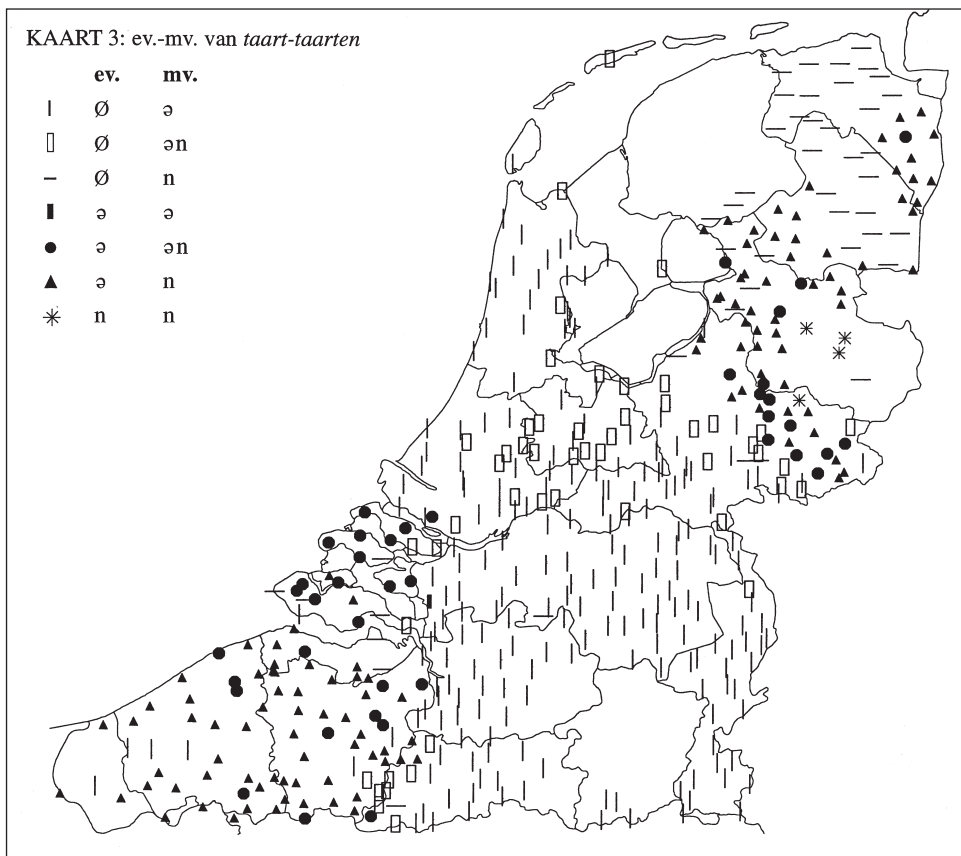 KAART 3: ev.-mv. van taart-taarten
ev. mv.
| Ø ə
▯ Ø ən
– Ø n
▮ ə ə
● ə ən
▲ ə n
✳ n n